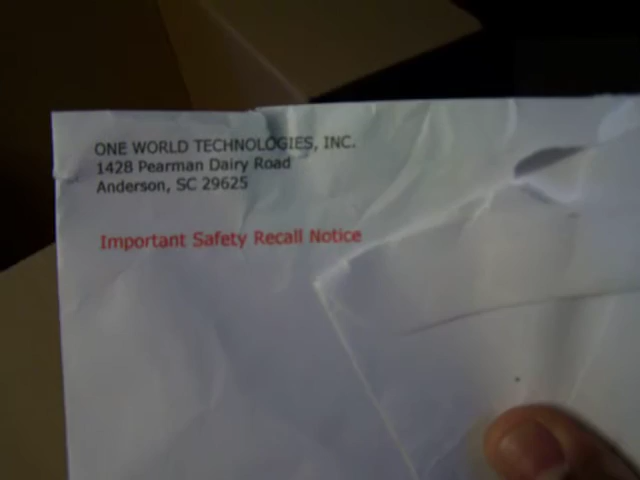 ONE WORLD TECHNOLOGIES, INC.
1428 Pearman Dairy Road
Anderson, SC 29625
Important Safety Recall Notice